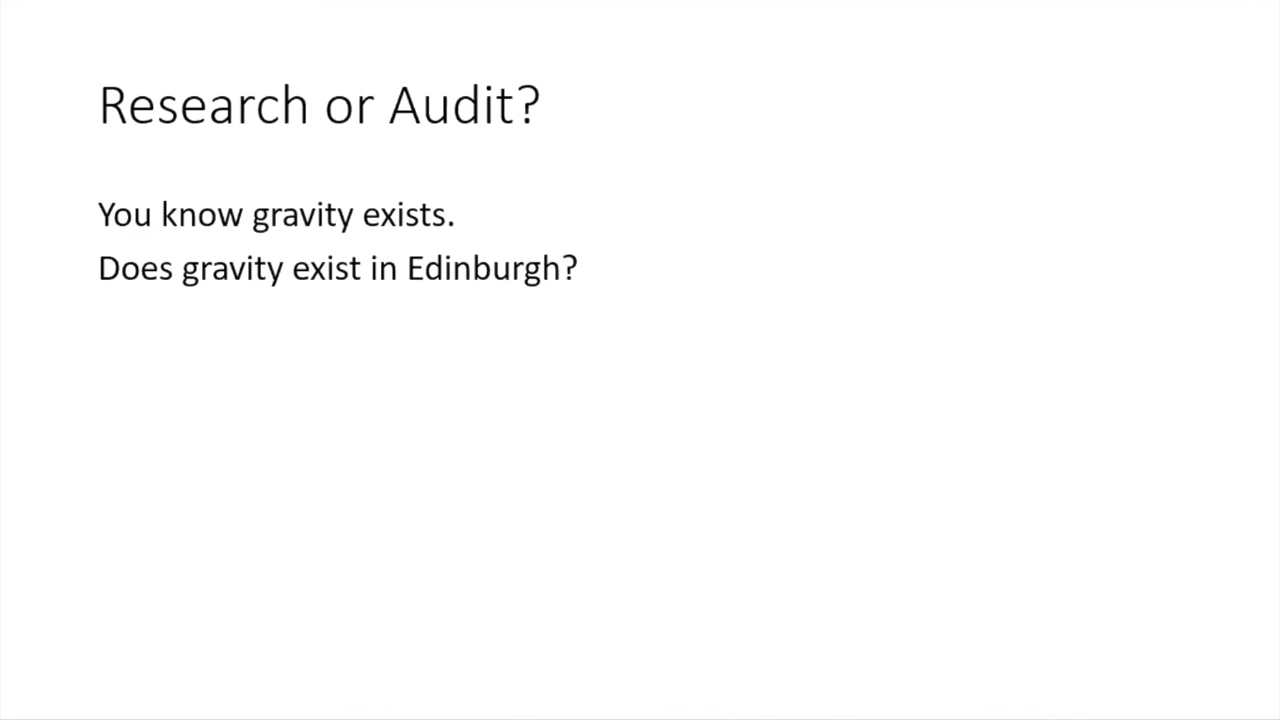 Research or Audit?
You know gravity exists.
Does gravity exist in Edinburgh?